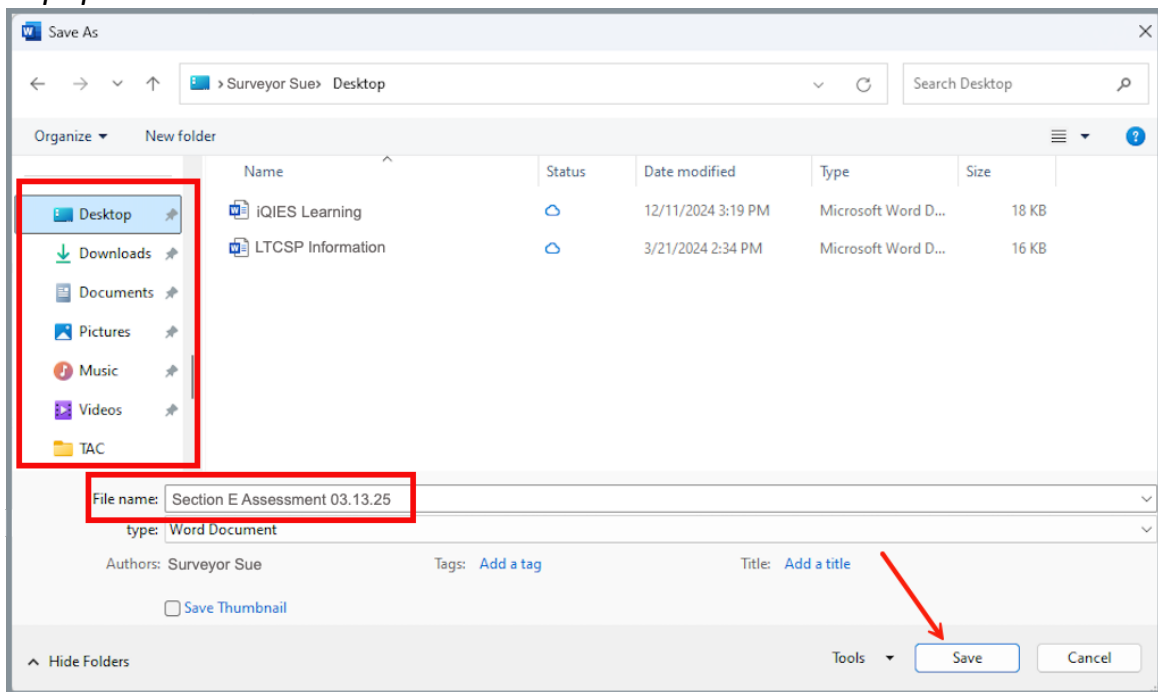 Save As
> Surveyor Sue> Desktop
Search Desktop
Organize
New folder
Name
Status
Date modified
Type
Size
Desktop
Downloads
Documents
Pictures
Music
Videos
TAC
iQIES Learning
12/11/2024 3:19 PM
Microsoft Word D...
18 KB
LTCSP Information
3/21/2024 2:34 PM
Microsoft Word D...
16 KB
File name: Section E Assessment 03.13.25
type: Word Document
Authors: Surveyor Sue
Tags: Add a tag
Title: Add a title
Save Thumbnail
Hide Folders
Tools
Save
Cancel